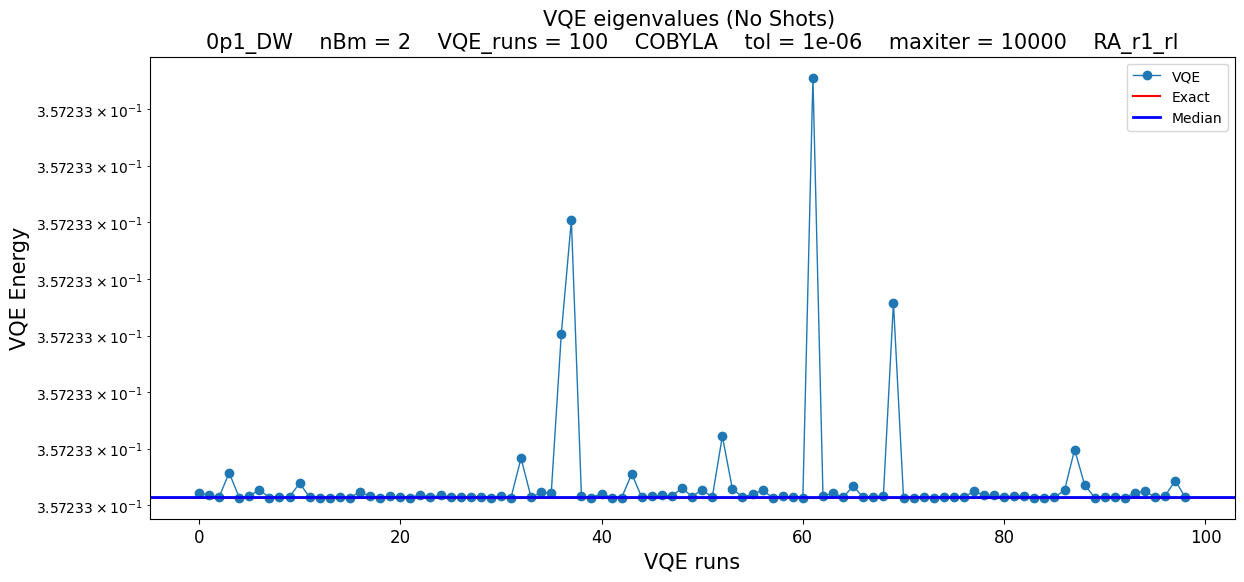 VQE eigenvalues (No Shots)
0p1_DW    nBm = 2    VQE_runs = 100    COBYLA    tol = 1e-06    maxiter = 10000    RA_r1_rl
VQE
Exact
Median
VQE Energy
3.57233 × 10⁻¹
3.57233 × 10⁻¹
3.57233 × 10⁻¹
3.57233 × 10⁻¹
3.57233 × 10⁻¹
3.57233 × 10⁻¹
3.57233 × 10⁻¹
3.57233 × 10⁻¹
0 20 40 60 80 100
VQE runs